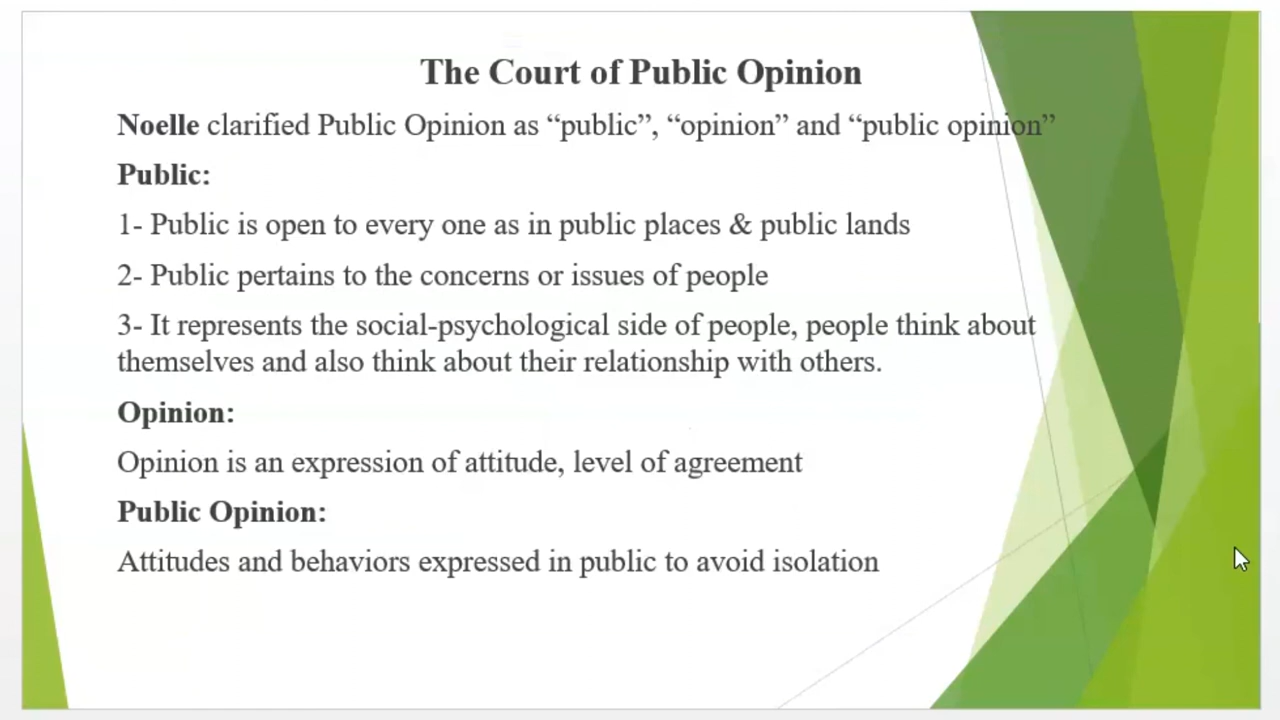 The Court of Public Opinion
Noelle clarified Public Opinion as “public”, “opinion” and “public opinion”
Public:
1- Public is open to every one as in public places & public lands
2- Public pertains to the concerns or issues of people
3- It represents the social-psychological side of people, people think about
themselves and also think about their relationship with others.
Opinion:
Opinion is an expression of attitude, level of agreement
Public Opinion:
Attitudes and behaviors expressed in public to avoid isolation